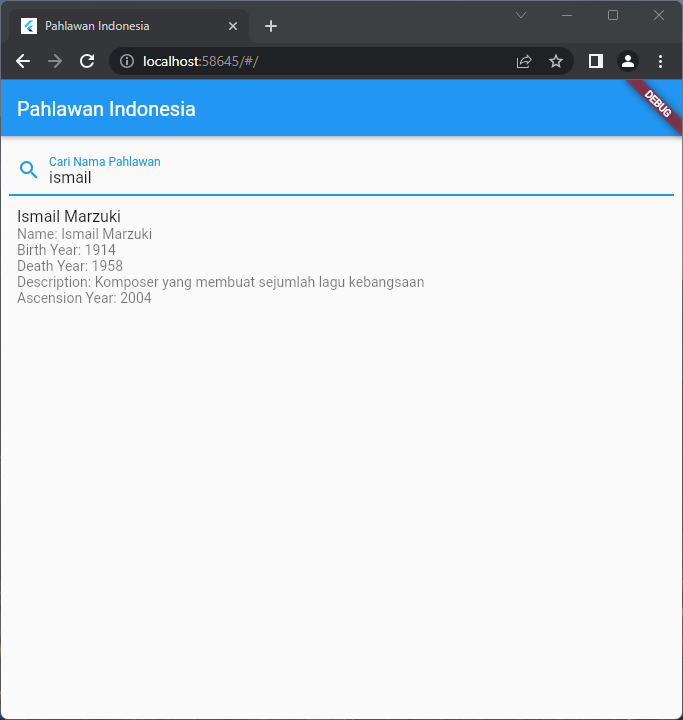 Pahlawan Indonesia
localhost:58645/#/
Pahlawan Indonesia
DEBUG
Cari Nama Pahlawan
ismail
Ismail Marzuki
Name: Ismail Marzuki
Birth Year: 1914
Death Year: 1958
Description: Komposer yang membuat sejumlah lagu kebangsaan
Ascension Year: 2004